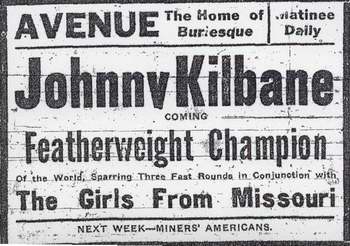 AVENUE The Home of Burlesque Matinee Daily
Johnny Kilbane
COMING
Featherweight Champion
Of the World, Sparring Three Fast Rounds in Conjunction with
The Girls From Missouri
NEXT WEEK—MINERS' AMERICANS.